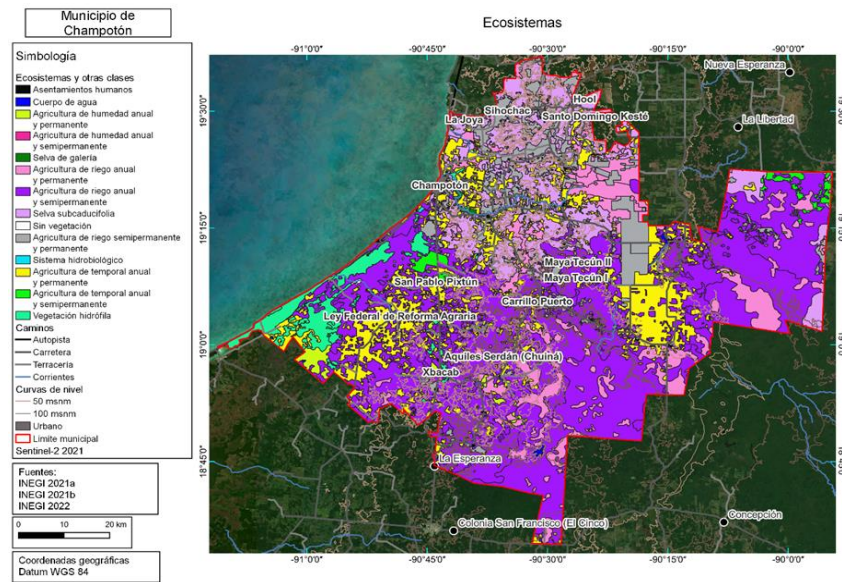 Municipio de
Champotón
Ecosistemas
Simbología
Ecosistemas y otras clases
Asentamientos humanos
Cuerpo de agua
Agricultura de humedad anual
y permanente
Agricultura de humedad anual
y semipermanente
Selva de galería
Agricultura de riego anual
y permanente
Agricultura de riego anual
y semipermanente
Selva subcaducifolia
Sin vegetación
Agricultura de riego semipermanente
y permanente
Sistema hidrobiológico
Agricultura de temporal anual
y permanente
Agricultura de temporal anual
y semipermanente
Vegetación hidrófila
Caminos
Autopista
Carretera
Terracería
Corrientes
Curvas de nivel
50 msnm
100 msnm
Urbano
Limite municipal
Sentinel-2 2021
Fuentes:
INEGI 2021a
INEGI 2021b
INEGI 2022
0 10 20 km
Coordenadas geográficas
Datum WGS 84
-91°0'0" -90°45'0" -90°30'0" -90°15'0" -90°0'0"
19°30'0"
19°15'0"
19°0'0"
18°45'0"
Nueva Esperanza
Hool
Sihochac
La Joya
Santo Domingo Kesté
La Libertad
Champotón
Maya Tecún II
Maya Tecún I
San Pablo Pixtún
Carrillo Puerto
Ley Federal de Reforma Agraria
Aquiles Serdán (Chuiná)
Xbacab
La Esperanza
Colonia San Francisco (El Cinco)
Concepción
-91°0'0" -90°45'0" -90°30'0" -90°15'0" -90°0'0"